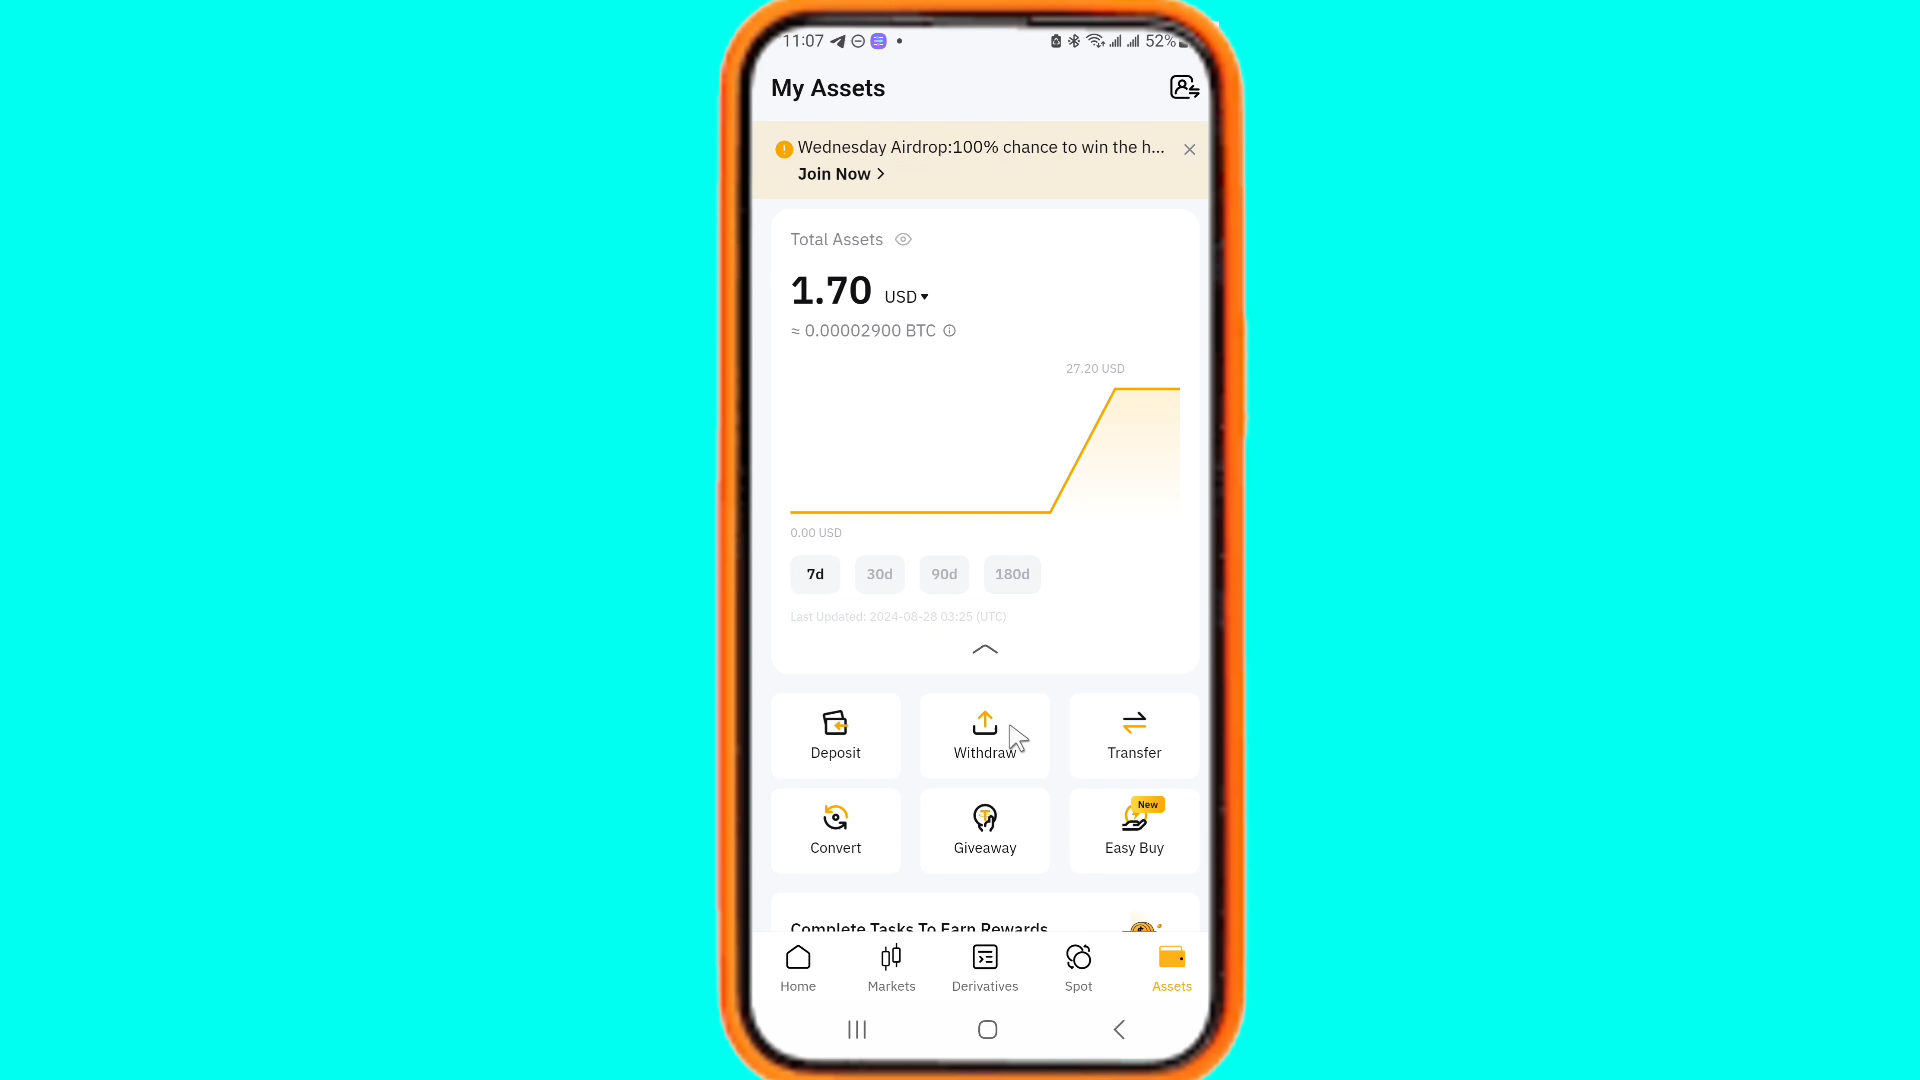 11:07
52%
My Assets
Wednesday Airdrop:100% chance to win the h...
Join Now >
Total Assets
1.70 USD
≈ 0.00002900 BTC
27.20 USD
0.00 USD
7d 30d 90d 180d
Last Updated: 2024-08-28 03:25 (UTC)
Deposit Withdraw Transfer
New
Convert Giveaway Easy Buy
Complete Tasks To Earn Rewards
Home Markets Derivatives Spot Assets